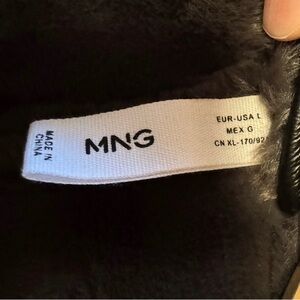 MADE IN
CHINA
MNG
EUR-USA L
MEX G
CN XL-170/92